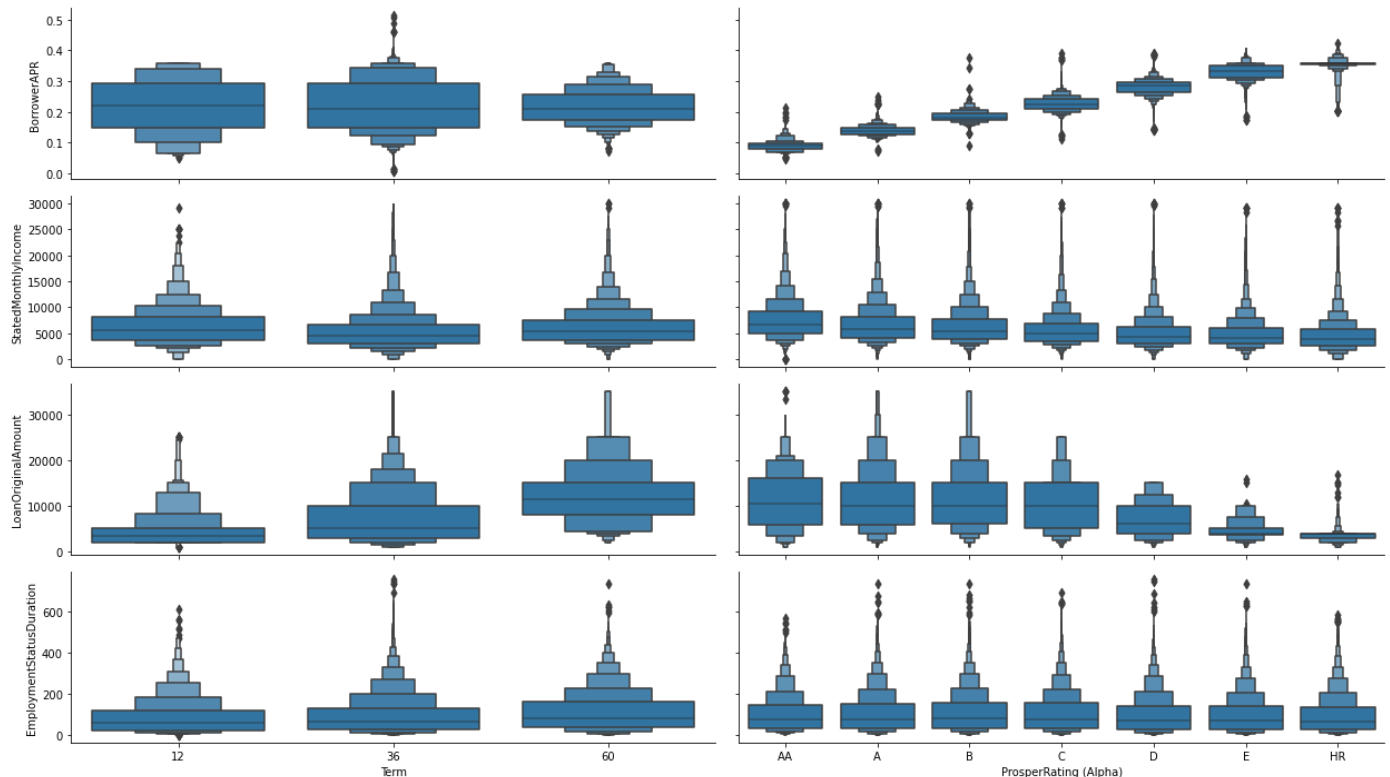 BorrowerAPR
0.5
0.4
0.3
0.2
0.1
0.0
StatedMonthlyIncome
30000
25000
20000
15000
10000
5000
0
LoanOriginalAmount
30000
20000
10000
0
EmploymentStatusDuration
600
400
200
0
12
36
60
Term
AA
A
B
C
D
E
HR
ProsperRating (Alpha)